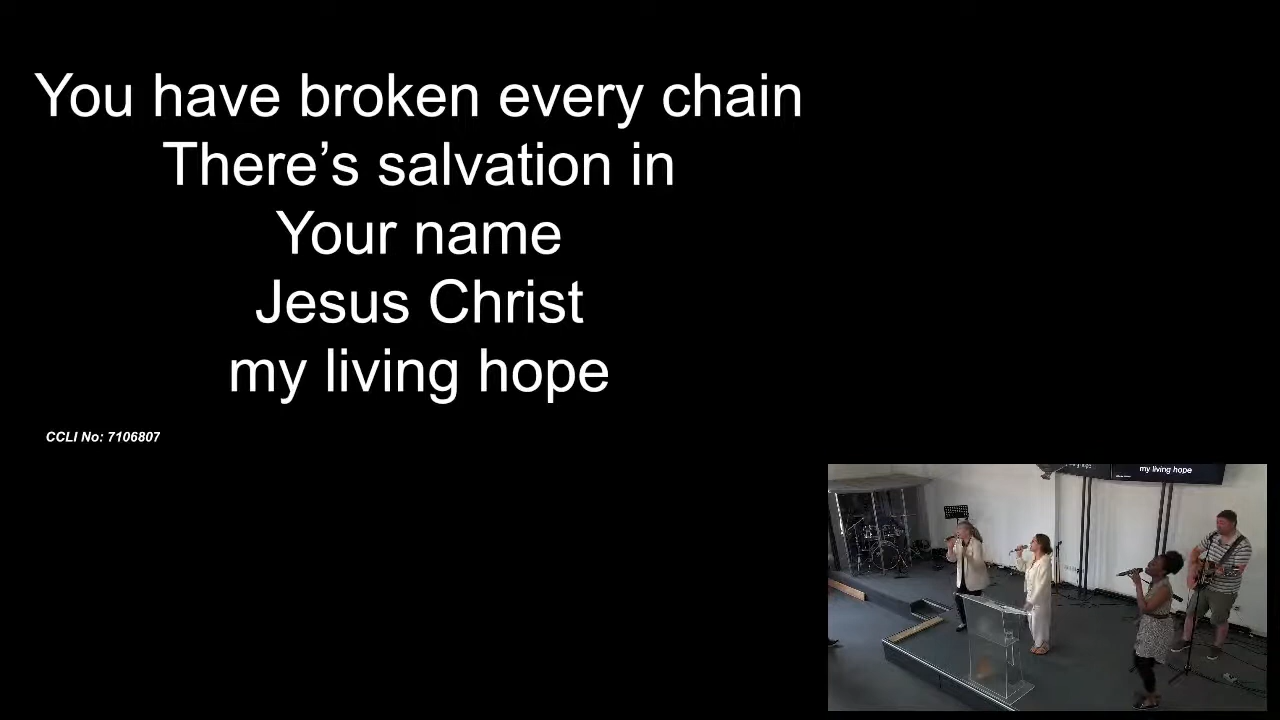 You have broken every chain
There’s salvation in
Your name
Jesus Christ
my living hope
CCLI No: 7106807
my living hope